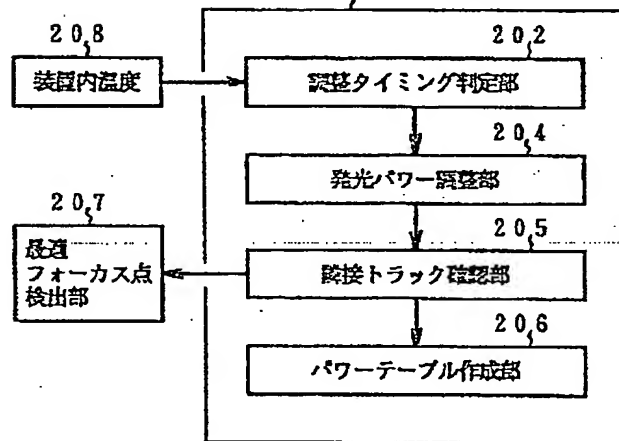 208
装置内温度
202
調整タイミング判定部
204
発光パワー調整部
207
最適
フォーカス点
検出部
205
隣接トラック確認部
206
パワーテーブル作成部